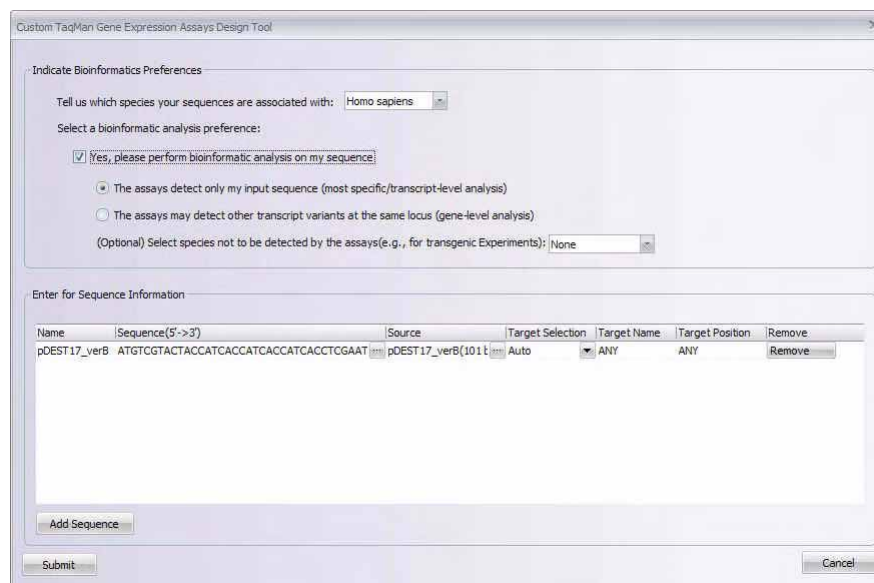 Custom TaqMan Gene Expression Assays Design Tool
Indicate Bioinformatics Preferences
Tell us which species your sequences are associated with: Homo sapiens
Select a bioinformatic analysis preference:
Yes, please perform bioinformatic analysis on my sequence
The assays detect only my input sequence (most specific/transcript-level analysis)
The assays may detect other transcript variants at the same locus (gene-level analysis)
(Optional) Select species not to be detected by the assays(e.g., for transgenic Experiments): None
Enter for Sequence Information
Name Sequence(5'->3') Source Target Selection Target Name Target Position Remove
pDEST17_verB ATGTCGTACTACCATCACCATCACCATCACCTCGAAT ... pDEST17_verB(101 ... Auto ANY ANY Remove
Add Sequence
Submit Cancel